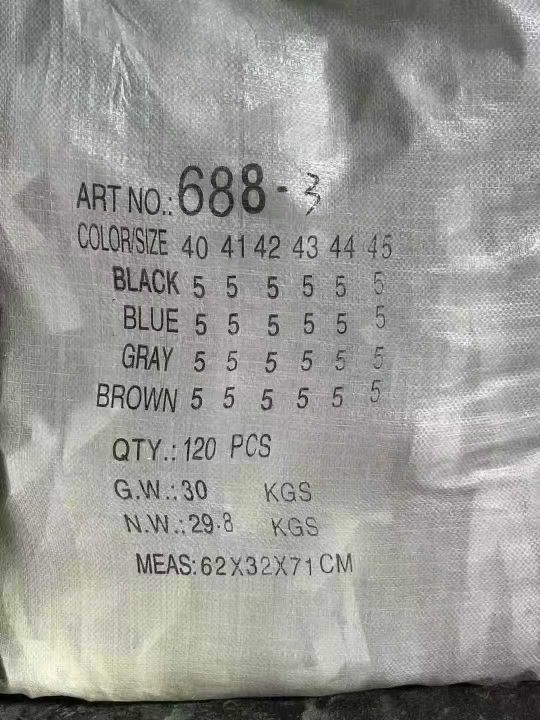 ART NO.: 688-3
COLOR/SIZE 40 41 42 43 44 45
BLACK 5 5 5 5 5 5
BLUE 5 5 5 5 5 5
GRAY 5 5 5 5 5 5
BROWN 5 5 5 5 5 5
QTY.: 120 PCS
G.W.: 30 KGS
N.W.: 29.8 KGS
MEAS: 62X32X71 CM